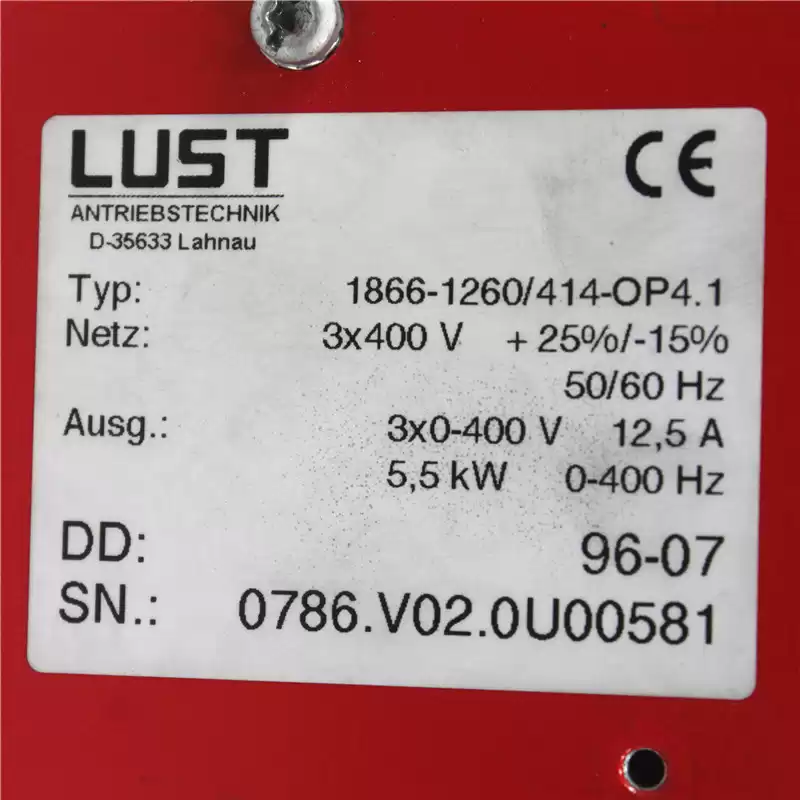 LUST
ANTRIEBSTECHNIK
D-35633 Lahnau
CE
Typ: 1866-1260/414-OP4.1
Netz: 3x400 V + 25%/-15%
50/60 Hz
Ausg.: 3x0-400 V 12,5 A
5,5 kW 0-400 Hz
DD: 96-07
SN.: 0786.V02.0U00581